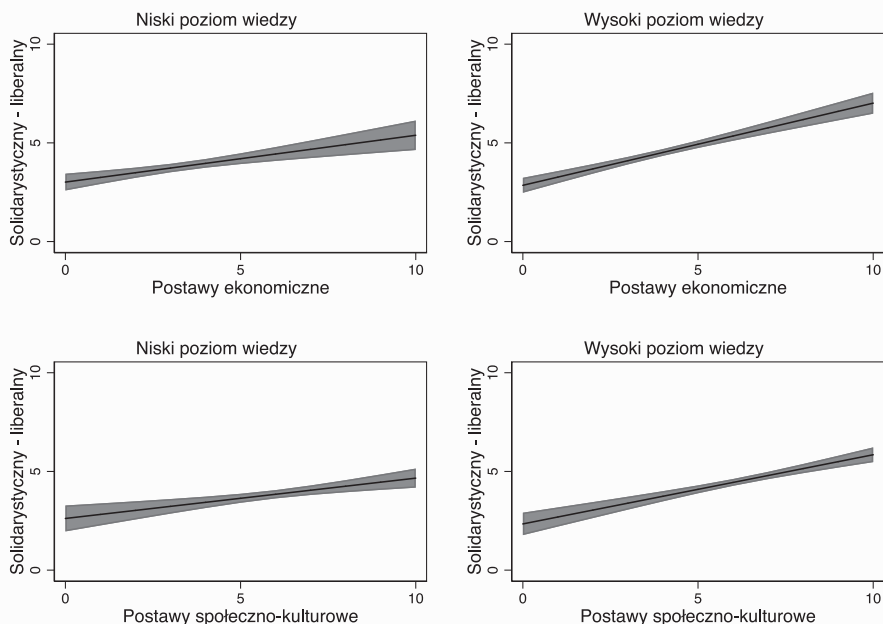 Niski poziom wiedzy
Solidarystyczny - liberalny
10
5
0
0 5 10
Postawy ekonomiczne
Wysoki poziom wiedzy
Solidarystyczny - liberalny
10
5
0
0 5 10
Postawy ekonomiczne
Niski poziom wiedzy
Solidarystyczny - liberalny
10
5
0
0 5 10
Postawy społeczno-kulturowe
Wysoki poziom wiedzy
Solidarystyczny - liberalny
10
5
0
0 5 10
Postawy społeczno-kulturowe